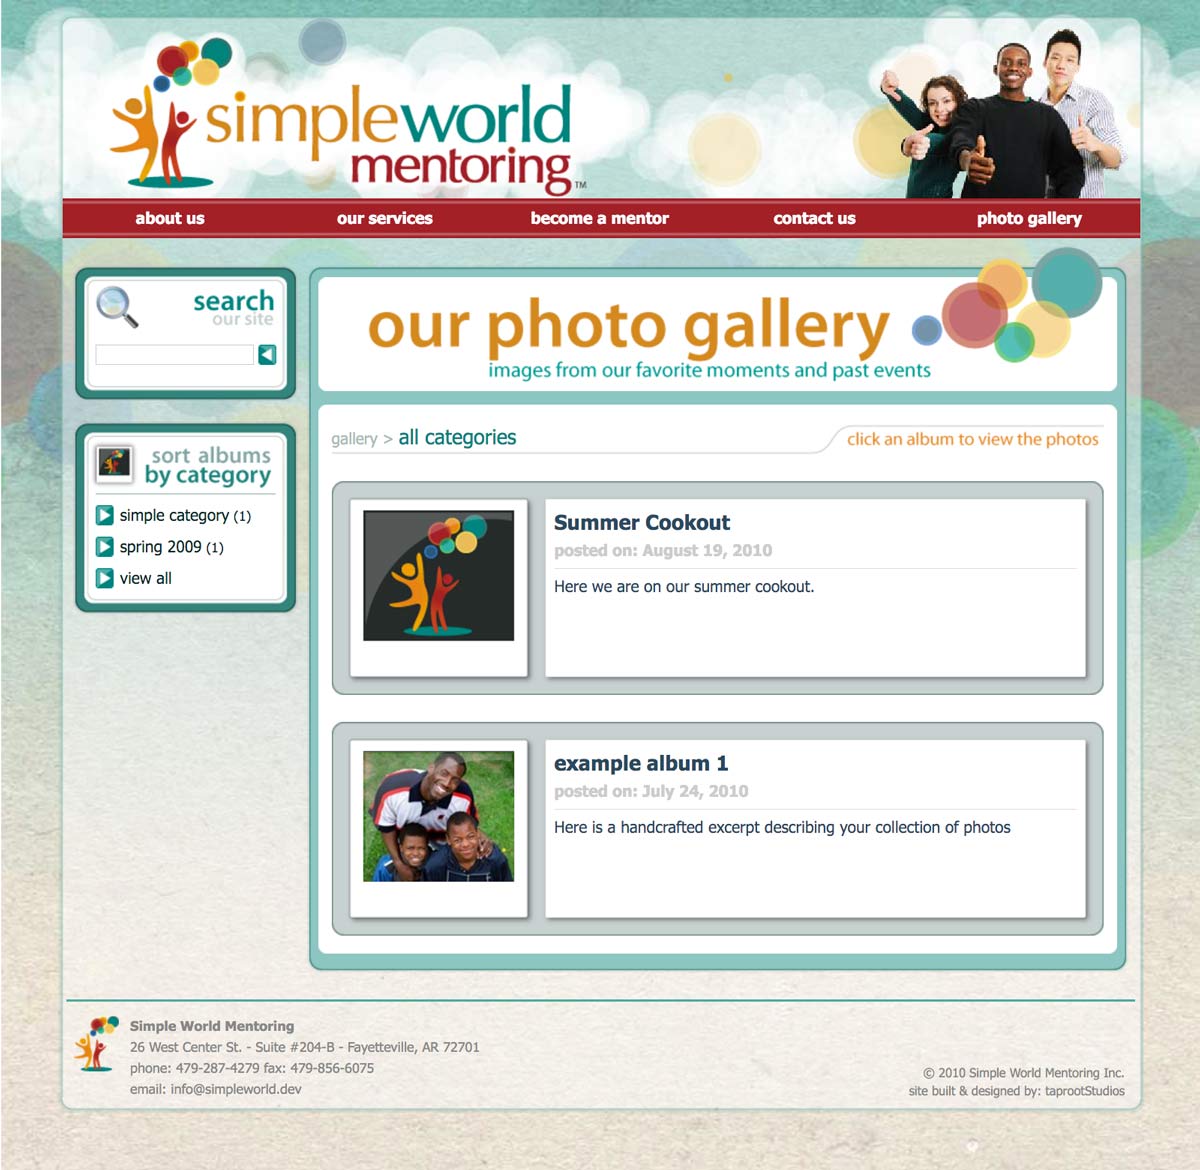 simpleworld
mentoring™
about us
our services
become a mentor
contact us
photo gallery
search
our site
sort albums
by category
simple category (1)
spring 2009 (1)
view all
our photo gallery
images from our favorite moments and past events
gallery > all categories
click an album to view the photos
Summer Cookout
posted on: August 19, 2010
Here we are on our summer cookout.
example album 1
posted on: July 24, 2010
Here is a handcrafted excerpt describing your collection of photos
Simple World Mentoring
26 West Center St. - Suite #204-B - Fayetteville, AR 72701
phone: 479-287-4279 fax: 479-856-6075
email: info@simpleworld.dev
© 2010 Simple World Mentoring Inc.
site built & designed by: taprootStudios